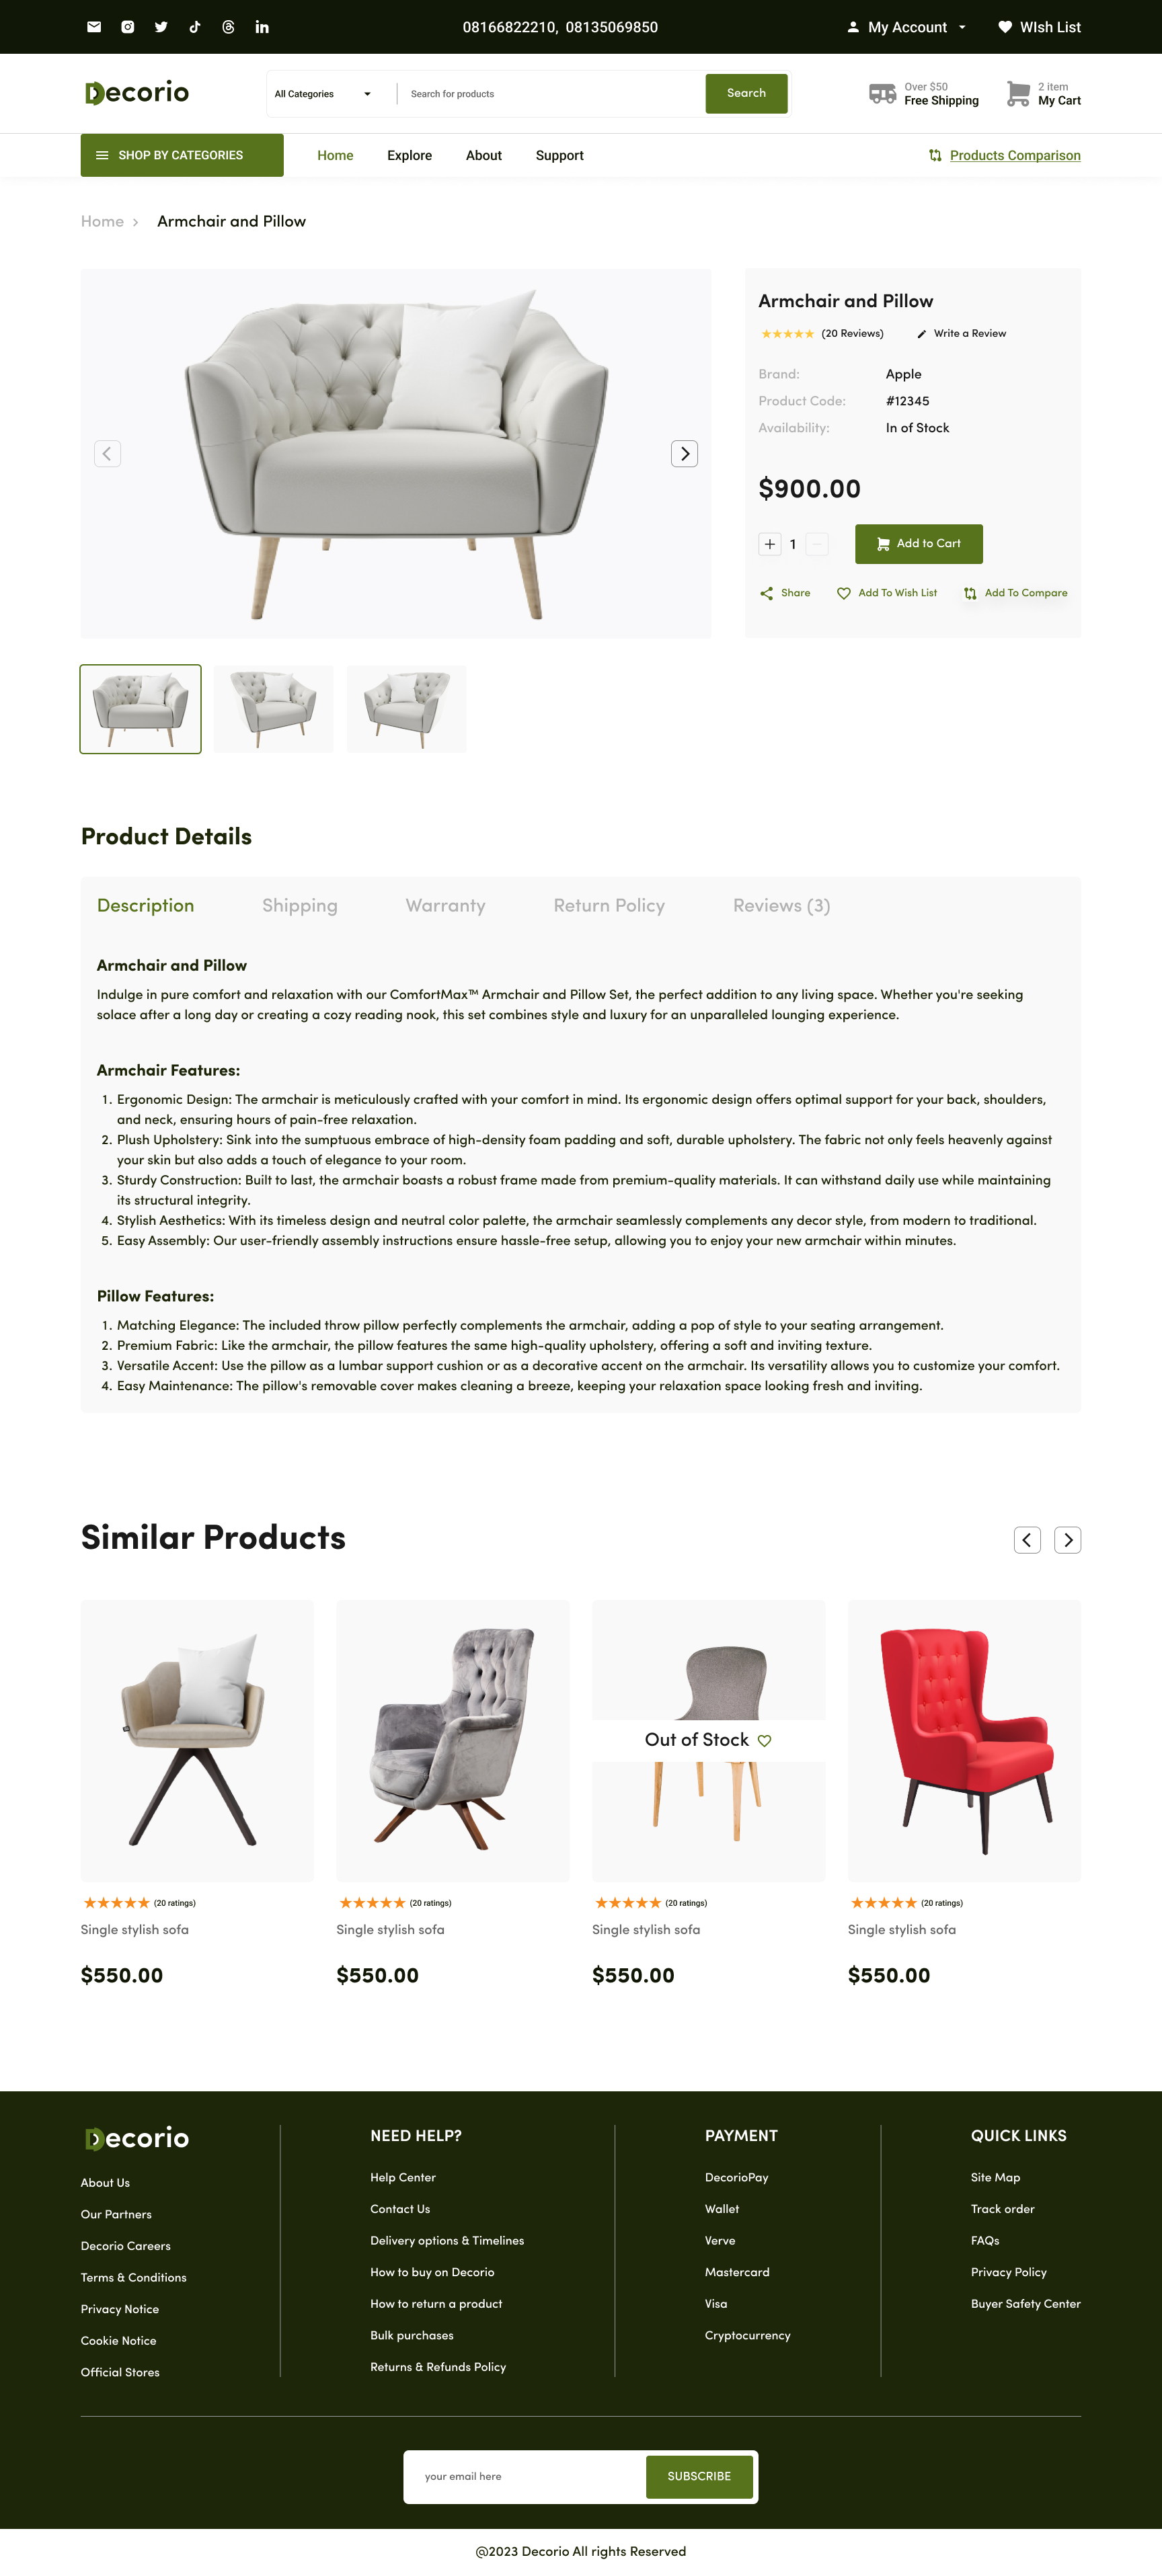 08166822210, 08135069850
My Account
WIsh List
Decorio
All Categories
Search for products
Search
Over $50
Free Shipping
2 item
My Cart
SHOP BY CATEGORIES
Home
Explore
About
Support
Products Comparison
Home > Armchair and Pillow
Armchair and Pillow
(20 Reviews)
Write a Review
Brand: Apple
Product Code: #12345
Availability: In of Stock
$900.00
1
Add to Cart
Share
Add To Wish List
Add To Compare
Product Details
Description
Shipping
Warranty
Return Policy
Reviews (3)
Armchair and Pillow
Indulge in pure comfort and relaxation with our ComfortMax™ Armchair and Pillow Set, the perfect addition to any living space. Whether you're seeking
solace after a long day or creating a cozy reading nook, this set combines style and luxury for an unparalleled lounging experience.
Armchair Features:
1. Ergonomic Design: The armchair is meticulously crafted with your comfort in mind. Its ergonomic design offers optimal support for your back, shoulders,
and neck, ensuring hours of pain-free relaxation.
2. Plush Upholstery: Sink into the sumptuous embrace of high-density foam padding and soft, durable upholstery. The fabric not only feels heavenly against
your skin but also adds a touch of elegance to your room.
3. Sturdy Construction: Built to last, the armchair boasts a robust frame made from premium-quality materials. It can withstand daily use while maintaining
its structural integrity.
4. Stylish Aesthetics: With its timeless design and neutral color palette, the armchair seamlessly complements any decor style, from modern to traditional.
5. Easy Assembly: Our user-friendly assembly instructions ensure hassle-free setup, allowing you to enjoy your new armchair within minutes.
Pillow Features:
1. Matching Elegance: The included throw pillow perfectly complements the armchair, adding a pop of style to your seating arrangement.
2. Premium Fabric: Like the armchair, the pillow features the same high-quality upholstery, offering a soft and inviting texture.
3. Versatile Accent: Use the pillow as a lumbar support cushion or as a decorative accent on the armchair. Its versatility allows you to customize your comfort.
4. Easy Maintenance: The pillow's removable cover makes cleaning a breeze, keeping your relaxation space looking fresh and inviting.
Similar Products
Out of Stock
(20 ratings)
Single stylish sofa
$550.00
(20 ratings)
Single stylish sofa
$550.00
(20 ratings)
Single stylish sofa
$550.00
(20 ratings)
Single stylish sofa
$550.00
Decorio
About Us
Our Partners
Decorio Careers
Terms & Conditions
Privacy Notice
Cookie Notice
Official Stores
NEED HELP?
Help Center
Contact Us
Delivery options & Timelines
How to buy on Decorio
How to return a product
Bulk purchases
Returns & Refunds Policy
PAYMENT
DecorioPay
Wallet
Verve
Mastercard
Visa
Cryptocurrency
QUICK LINKS
Site Map
Track order
FAQs
Privacy Policy
Buyer Safety Center
your email here
SUBSCRIBE
@2023 Decorio All rights Reserved